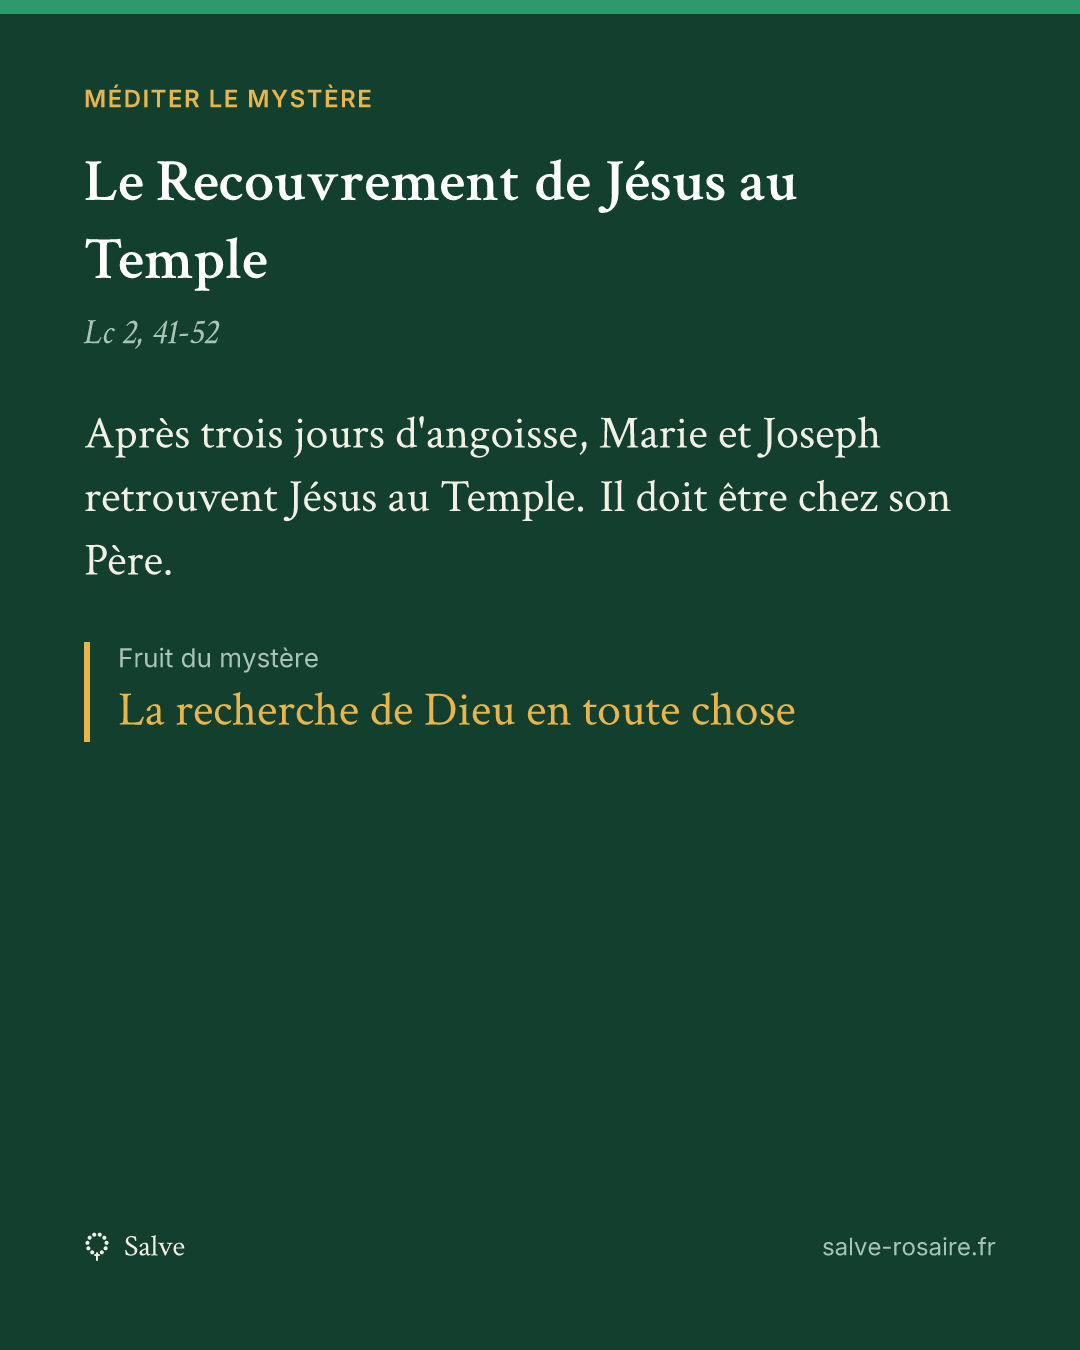 MÉDITER LE MYSTÈRE
Le Recouvrement de Jésus au
Temple
Lc 2, 41-52
Après trois jours d'angoisse, Marie et Joseph
retrouvent Jésus au Temple. Il doit être chez son
Père.
Fruit du mystère
La recherche de Dieu en toute chose
Salve
salve-rosaire.fr